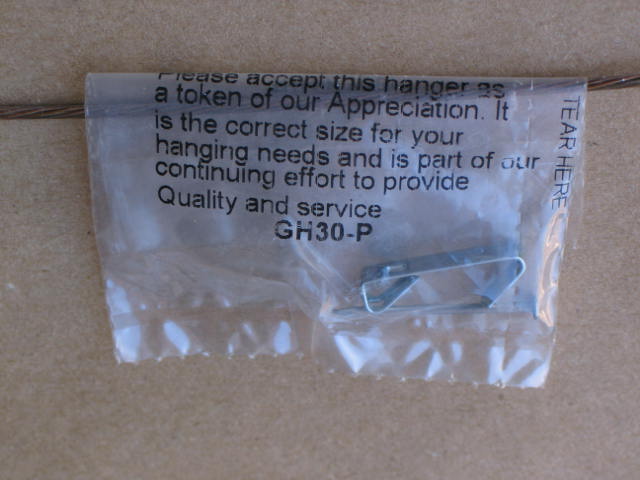 Please accept this hanger as
a token of our Appreciation. It
is the correct size for your
hanging needs and is part of our
continuing effort to provide
Quality and service
GH30-P
TEAR HERE